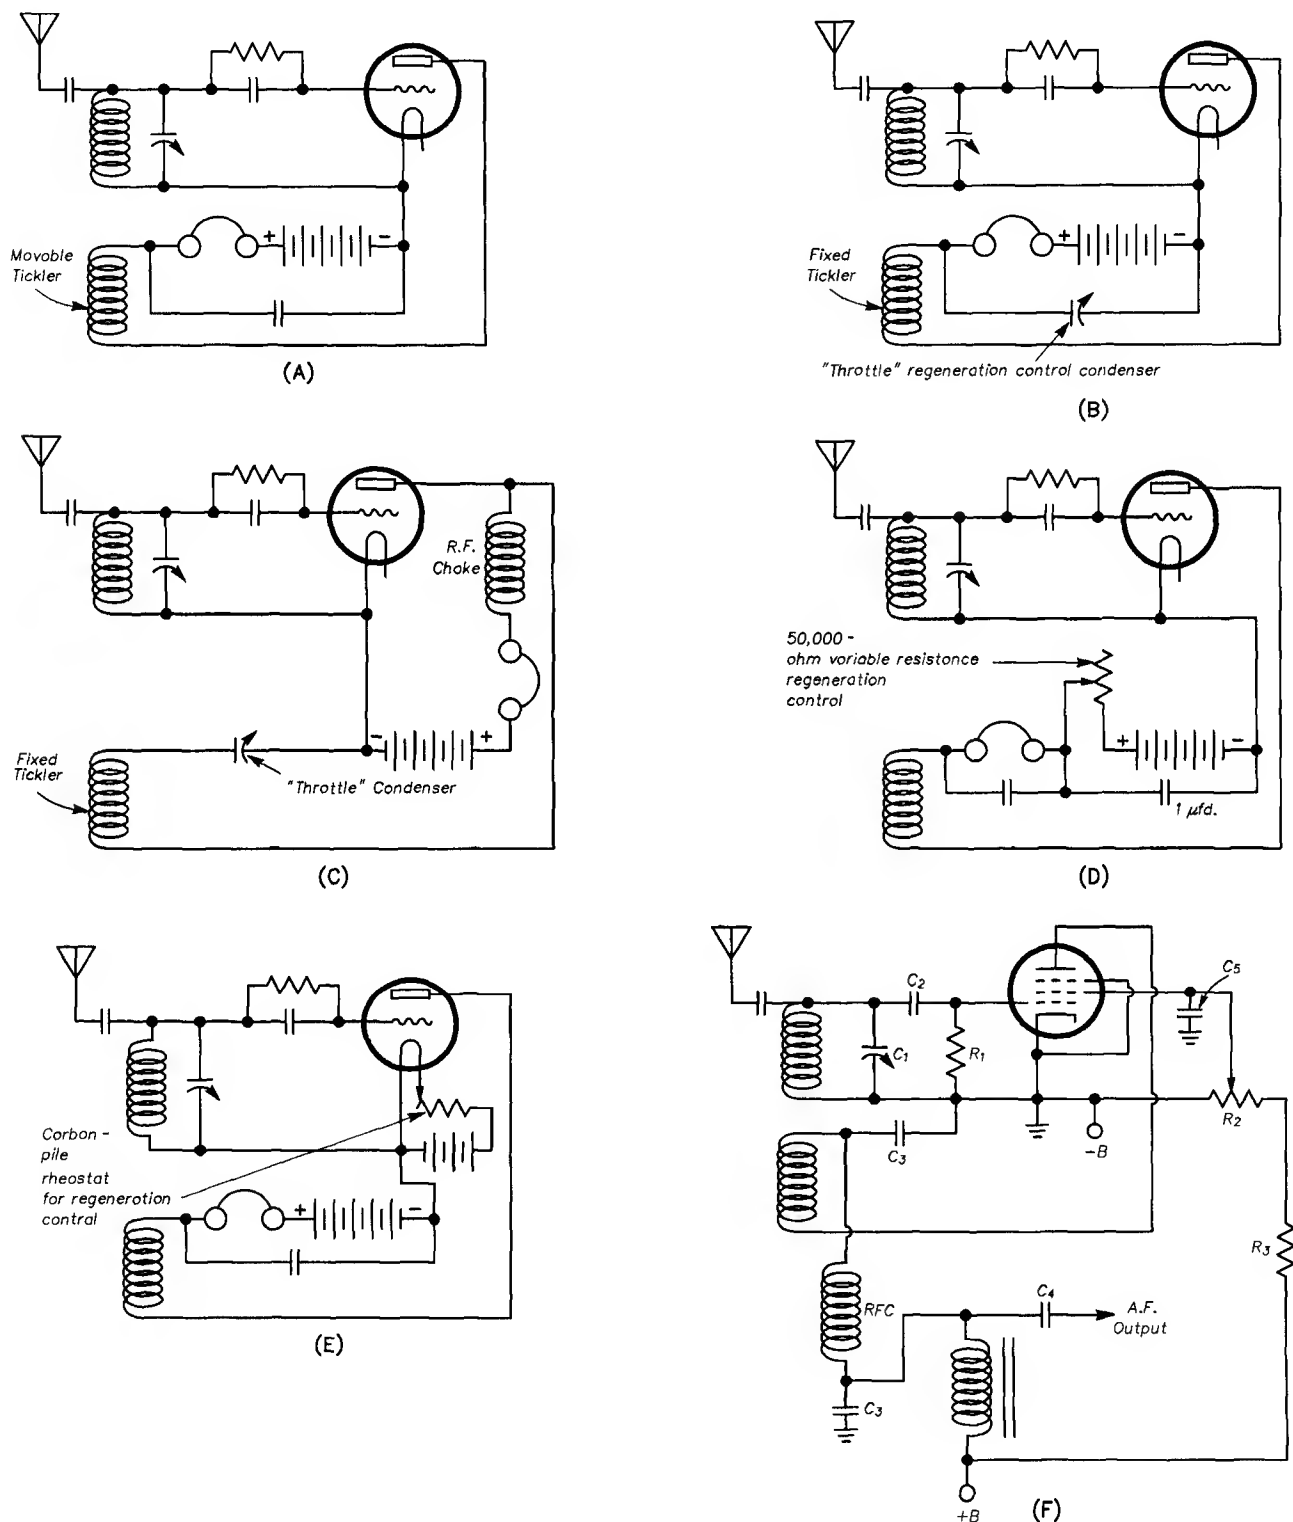 Movable
Tickler
+
-
(A)
Fixed
Tickler
+
-
"Throttle" regeneration control condenser
(B)
R.F.
Choke
-
+
Fixed
Tickler
"Throttle" Condenser
(C)
50,000-
ohm variable resistance
regeneration
control
+
-
1 μfd.
(D)
Carbon-
pile
rheostat
for regeneration
control
+
-
(E)
C2
C5
C1
R1
R2
C3
-B
R3
RFC
C4
A.F.
Output
C3
+B
(F)